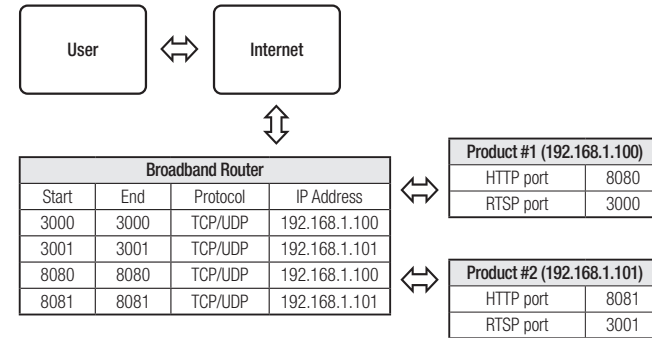 User
Internet
Broadband Router
Start End Protocol IP Address
3000 3000 TCP/UDP 192.168.1.100
3001 3001 TCP/UDP 192.168.1.101
8080 8080 TCP/UDP 192.168.1.100
8081 8081 TCP/UDP 192.168.1.101
Product #1 (192.168.1.100)
HTTP port 8080
RTSP port 3000
Product #2 (192.168.1.101)
HTTP port 8081
RTSP port 3001